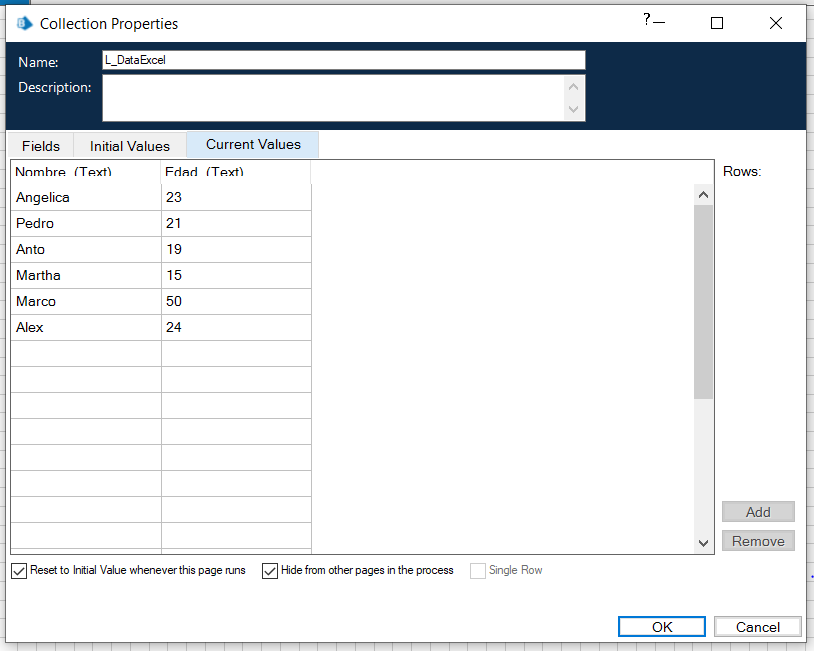 Collection Properties
?
Name: L_DataExcel
Description:
Fields Initial Values Current Values
Nombre (Text) Edad (Text) Rows:
Angelica 23
Pedro 21
Anto 19
Martha 15
Marco 50
Alex 24
Add
Remove
Reset to Initial Value whenever this page runs Hide from other pages in the process Single Row
OK Cancel